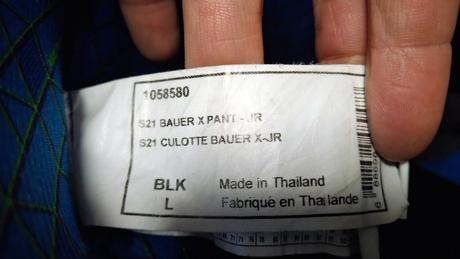 1058580
S21 BAUER X PANT-JR
S21 CULOTTE BAUER X-JR
BLK Made in Thailand
L Fabriqué en Thaïlande